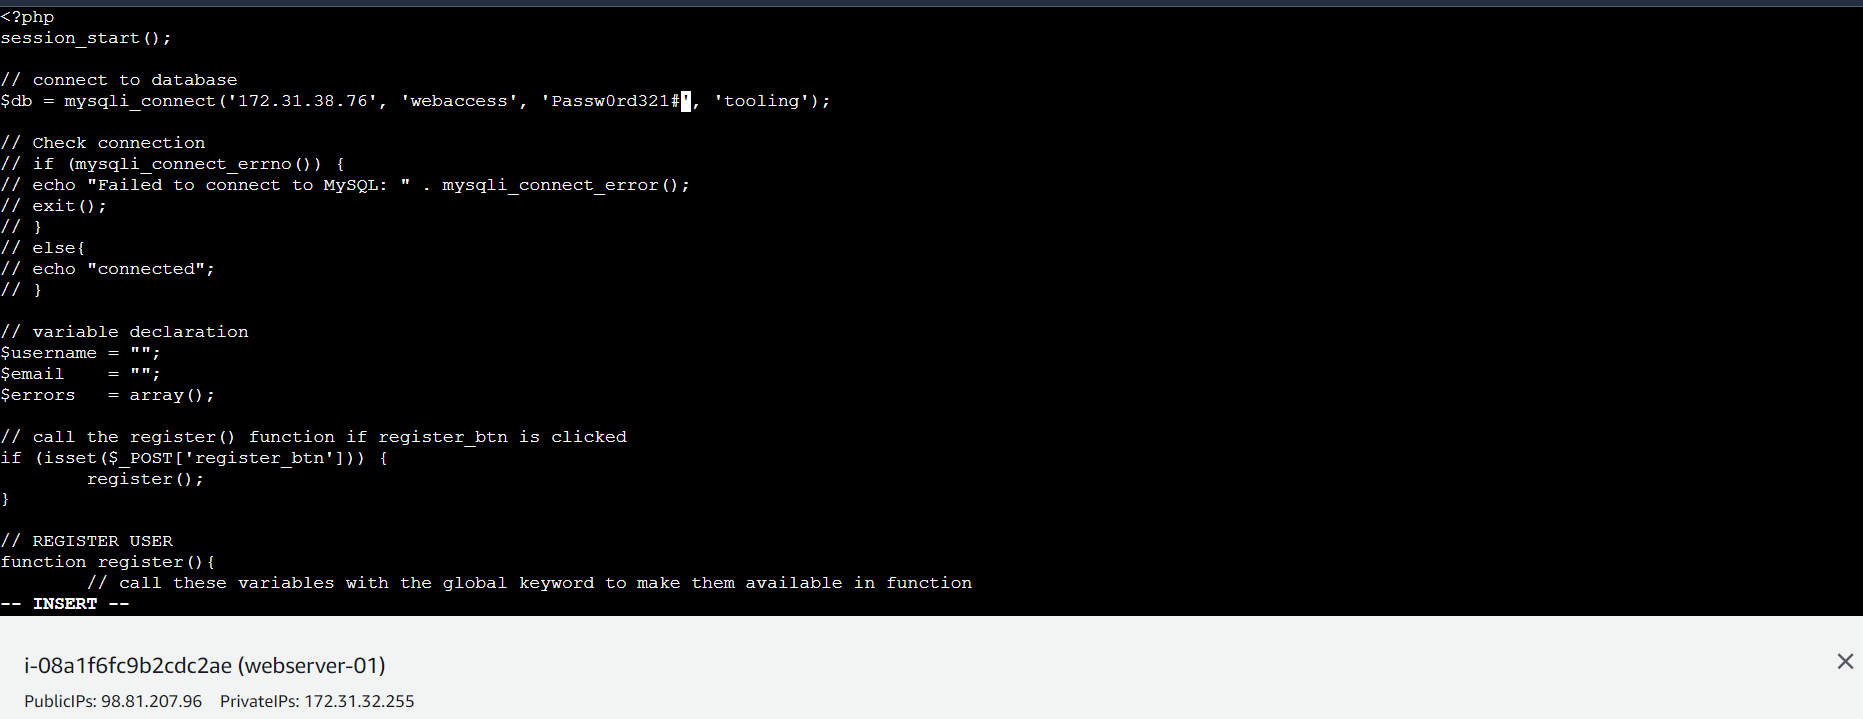 <?php
session_start();
// connect to database
$db = mysqli_connect('172.31.38.76', 'webaccess', 'Passw0rd321#', 'tooling');
// Check connection
// if (mysqli_connect_errno()) {
// echo "Failed to connect to MySQL: " . mysqli_connect_error();
// exit();
// }
// else{
// echo "connected";
// }
// variable declaration
$username = "";
$email    = "";
$errors   = array();
// call the register() function if register_btn is clicked
if (isset($_POST['register_btn'])) {
        register();
}
// REGISTER USER
function register(){
        // call these variables with the global keyword to make them available in function
-- INSERT --
i-08a1f6fc9b2cdc2ae (webserver-01)
PublicIPs: 98.81.207.96    PrivateIPs: 172.31.32.255